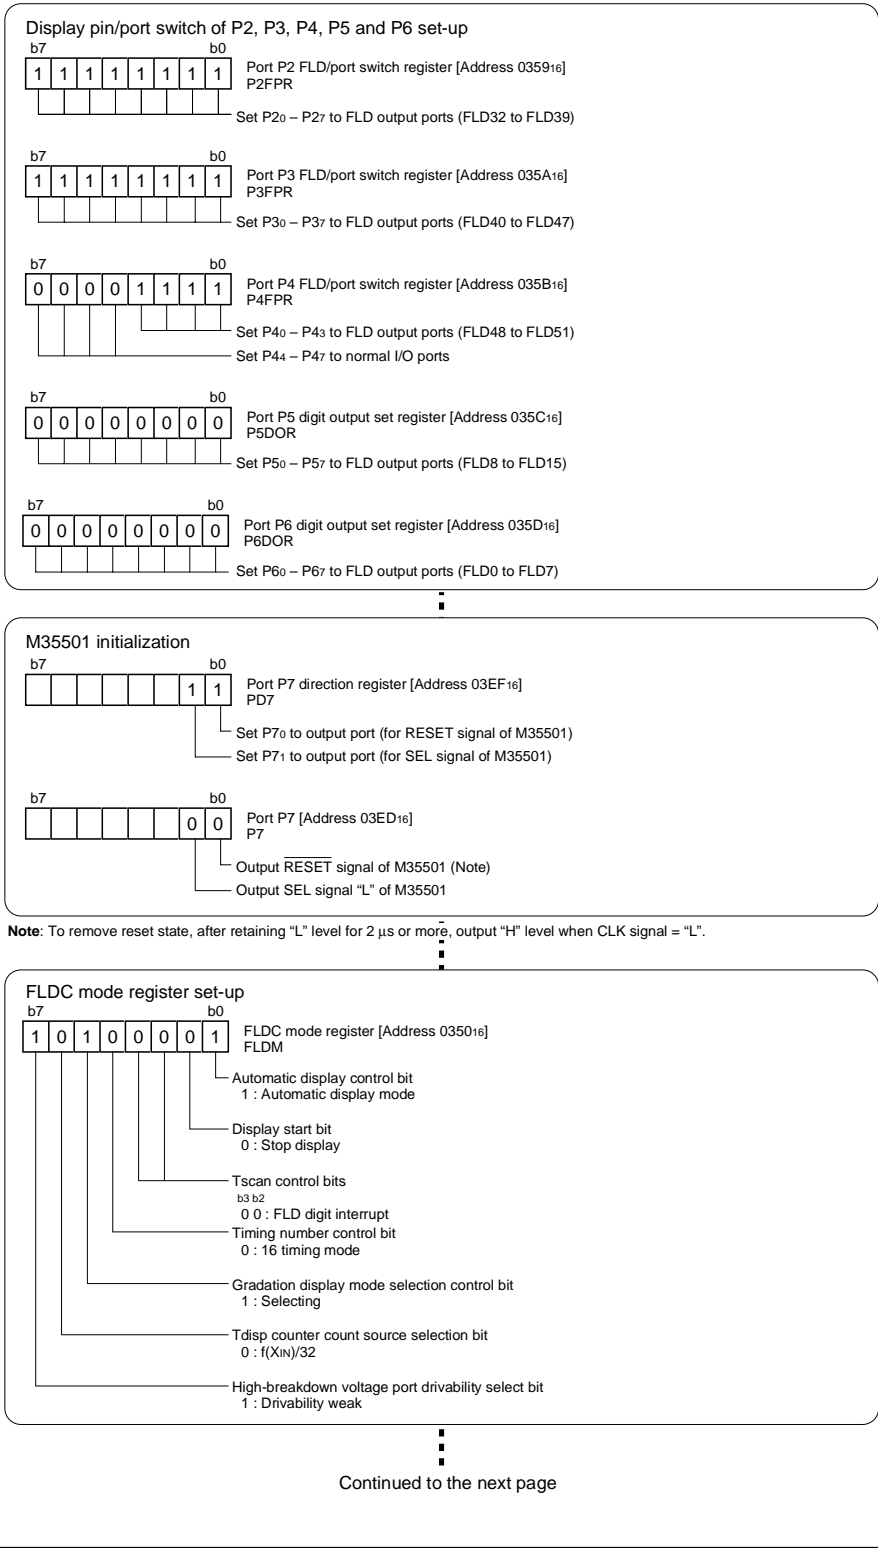 Display pin/port switch of P2, P3, P4, P5 and P6 set-up
b7 b0
1 1 1 1 1 1 1 1
Port P2 FLD/port switch register [Address 035916]
P2FPR
Set P20 – P27 to FLD output ports (FLD32 to FLD39)
b7 b0
1 1 1 1 1 1 1 1
Port P3 FLD/port switch register [Address 035A16]
P3FPR
Set P30 – P37 to FLD output ports (FLD40 to FLD47)
b7 b0
0 0 0 0 1 1 1 1
Port P4 FLD/port switch register [Address 035B16]
P4FPR
Set P40 – P43 to FLD output ports (FLD48 to FLD51)
Set P44 – P47 to normal I/O ports
b7 b0
0 0 0 0 0 0 0 0
Port P5 digit output set register [Address 035C16]
P5DOR
Set P50 – P57 to FLD output ports (FLD8 to FLD15)
b7 b0
0 0 0 0 0 0 0 0
Port P6 digit output set register [Address 035D16]
P6DOR
Set P60 – P67 to FLD output ports (FLD0 to FLD7)
M35501 initialization
b7 b0
1 1
Port P7 direction register [Address 03EF16]
PD7
Set P70 to output port (for RESET signal of M35501)
Set P71 to output port (for SEL signal of M35501)
b7 b0
0 0
Port P7 [Address 03ED16]
P7
Output RESET signal of M35501 (Note)
Output SEL signal “L” of M35501
Note: To remove reset state, after retaining “L” level for 2 μs or more, output “H” level when CLK signal = “L”.
FLDC mode register set-up
b7 b0
1 0 1 0 0 0 0 1
FLDC mode register [Address 035016]
FLDM
Automatic display control bit
1 : Automatic display mode
Display start bit
0 : Stop display
Tscan control bits
b3 b2
0 0 : FLD digit interrupt
Timing number control bit
0 : 16 timing mode
Gradation display mode selection control bit
1 : Selecting
Tdisp counter count source selection bit
0 : f(XIN)/32
High-breakdown voltage port drivability select bit
1 : Drivability weak
Continued to the next page